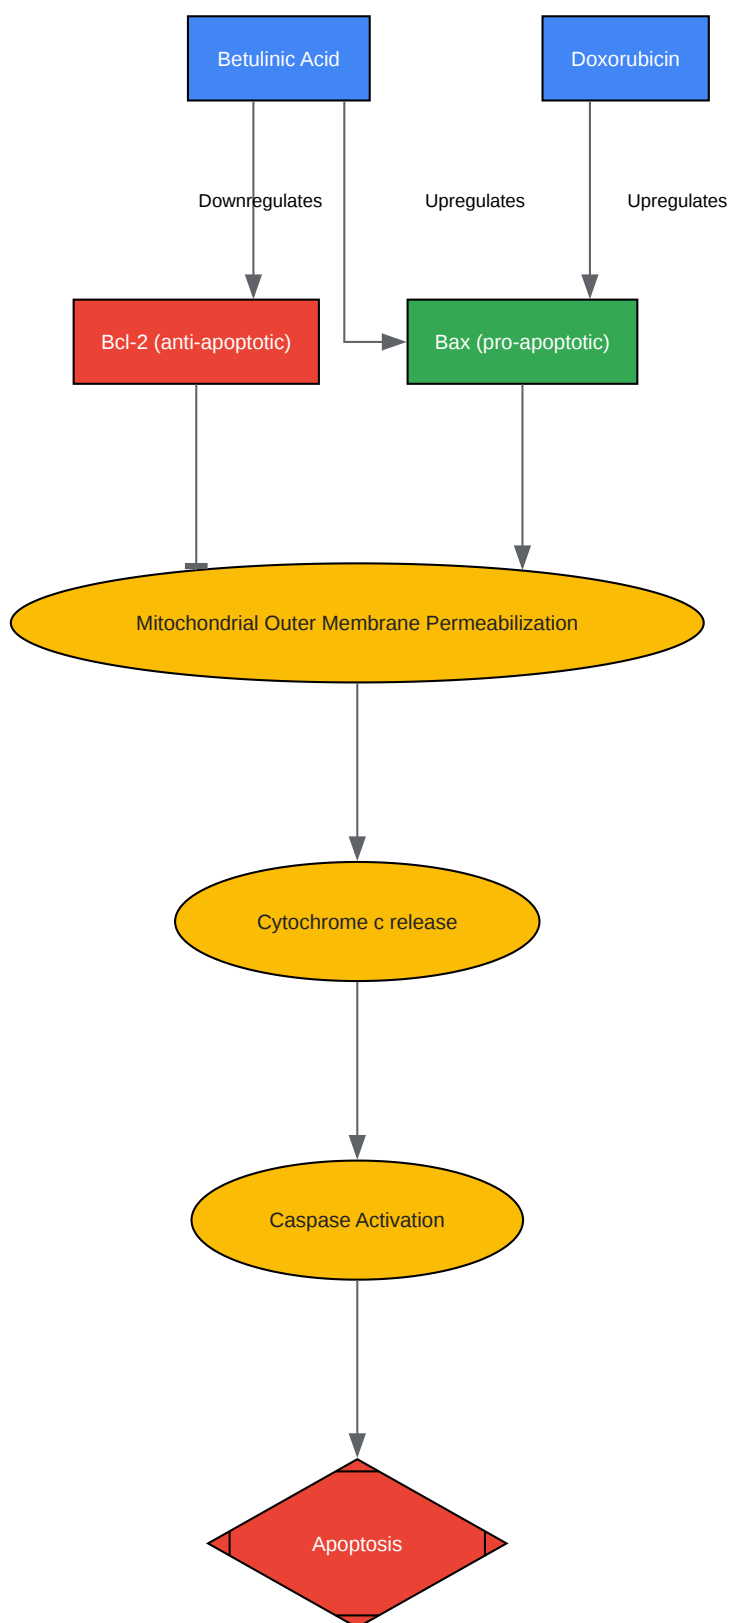 Betulinic Acid
Doxorubicin
Downregulates
Upregulates
Upregulates
Bcl-2 (anti-apoptotic)
Bax (pro-apoptotic)
Mitochondrial Outer Membrane Permeabilization
Cytochrome c release
Caspase Activation
Apoptosis